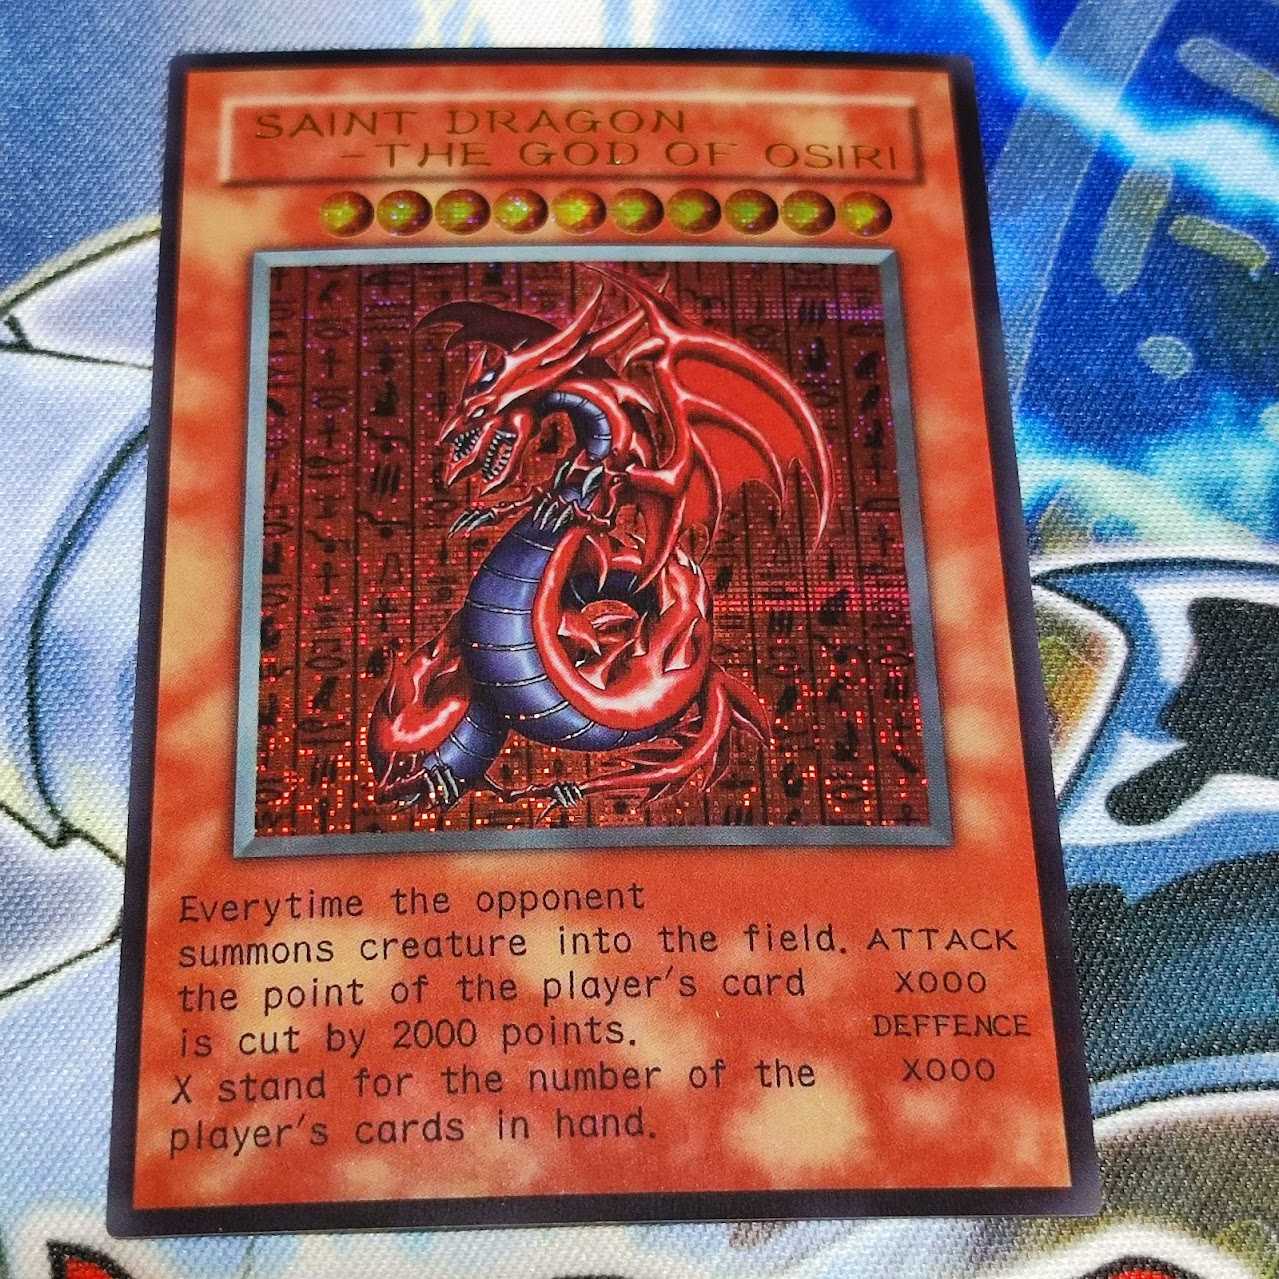 SAINT DRAGON
-THE GOD OF OSIRI
Everytime the opponent
summons creature into the field.
the point of the player's card
is cut by 2000 points.
X stand for the number of the
player's cards in hand.
ATTACK
X000
DEFFENCE
X000